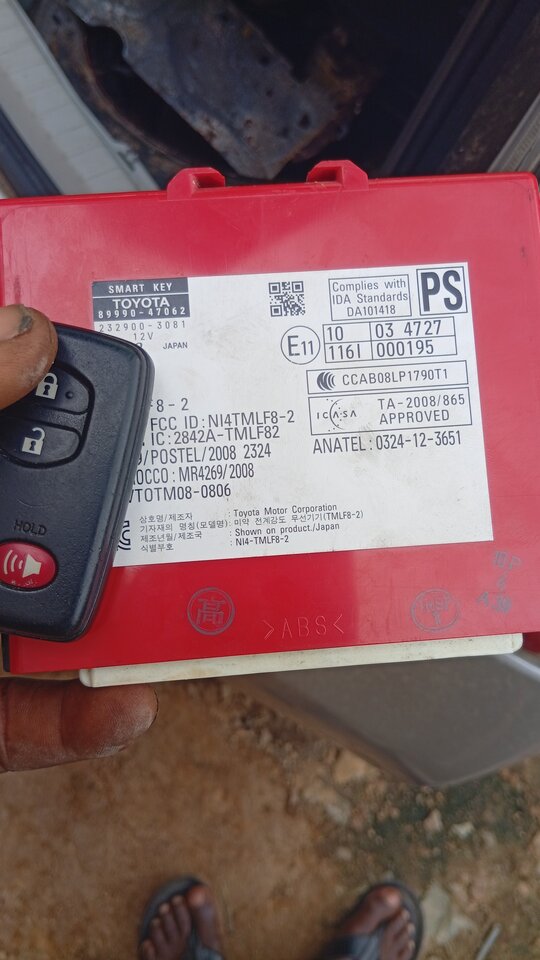 SMART KEY
TOYOTA
89990-47062
232900-3081
12V
JAPAN
Complies with
IDA Standards
DA101418
PS
E11
10 03 4727
116I 000195
CCAB08LP1790T1
ICASA
TA-2008/865
APPROVED
ANATEL: 0324-12-3651
8-2
FCC ID:NI4TMLF8-2
IC:2842A-TMLF82
/POSTEL/2008 2324
OCCO: MR4269/2008
TOTM08-0806
상호명/제조자 : Toyota Motor Corporation
기자재의 명칭(모델명): 미약 전계강도 무선기기(TMLF8-2)
제조년월/제조국 : Shown on product./Japan
식별부호 : NI4-TMLF8-2
HOLD
高
>ABS<